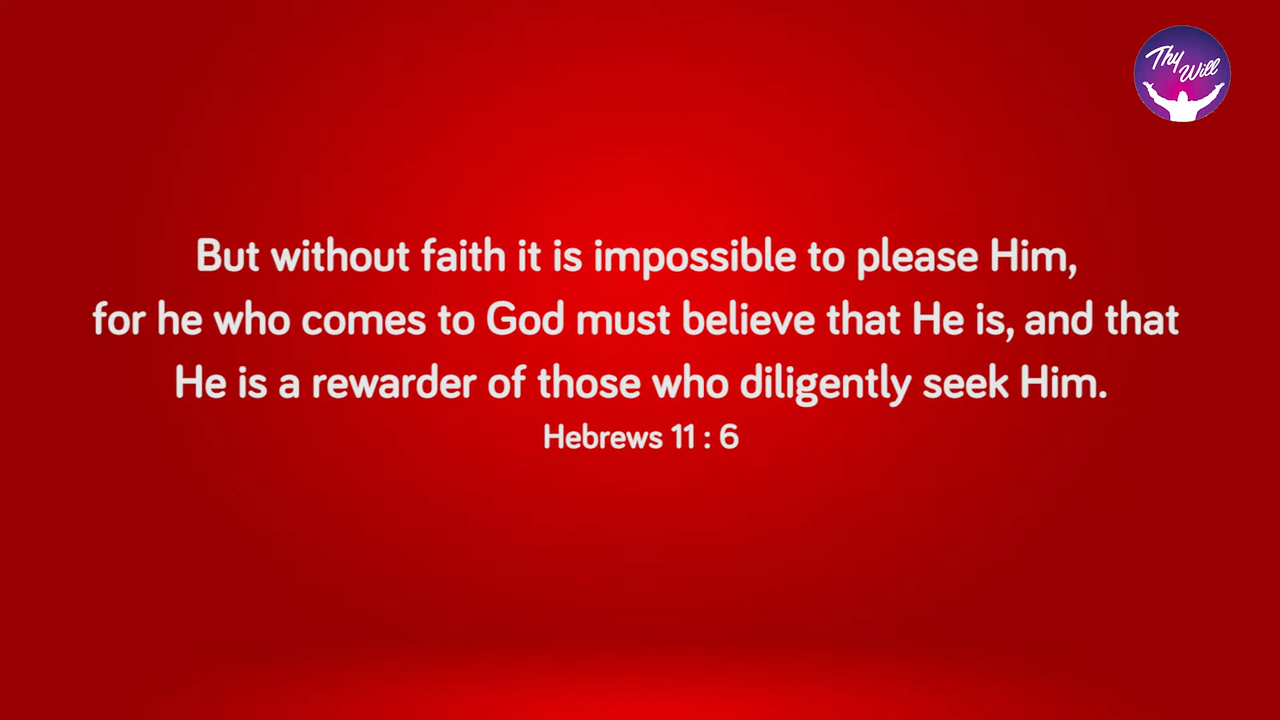 Thy
Will
But without faith it is impossible to please Him,
for he who comes to God must believe that He is, and that
He is a rewarder of those who diligently seek Him.
Hebrews 11 : 6